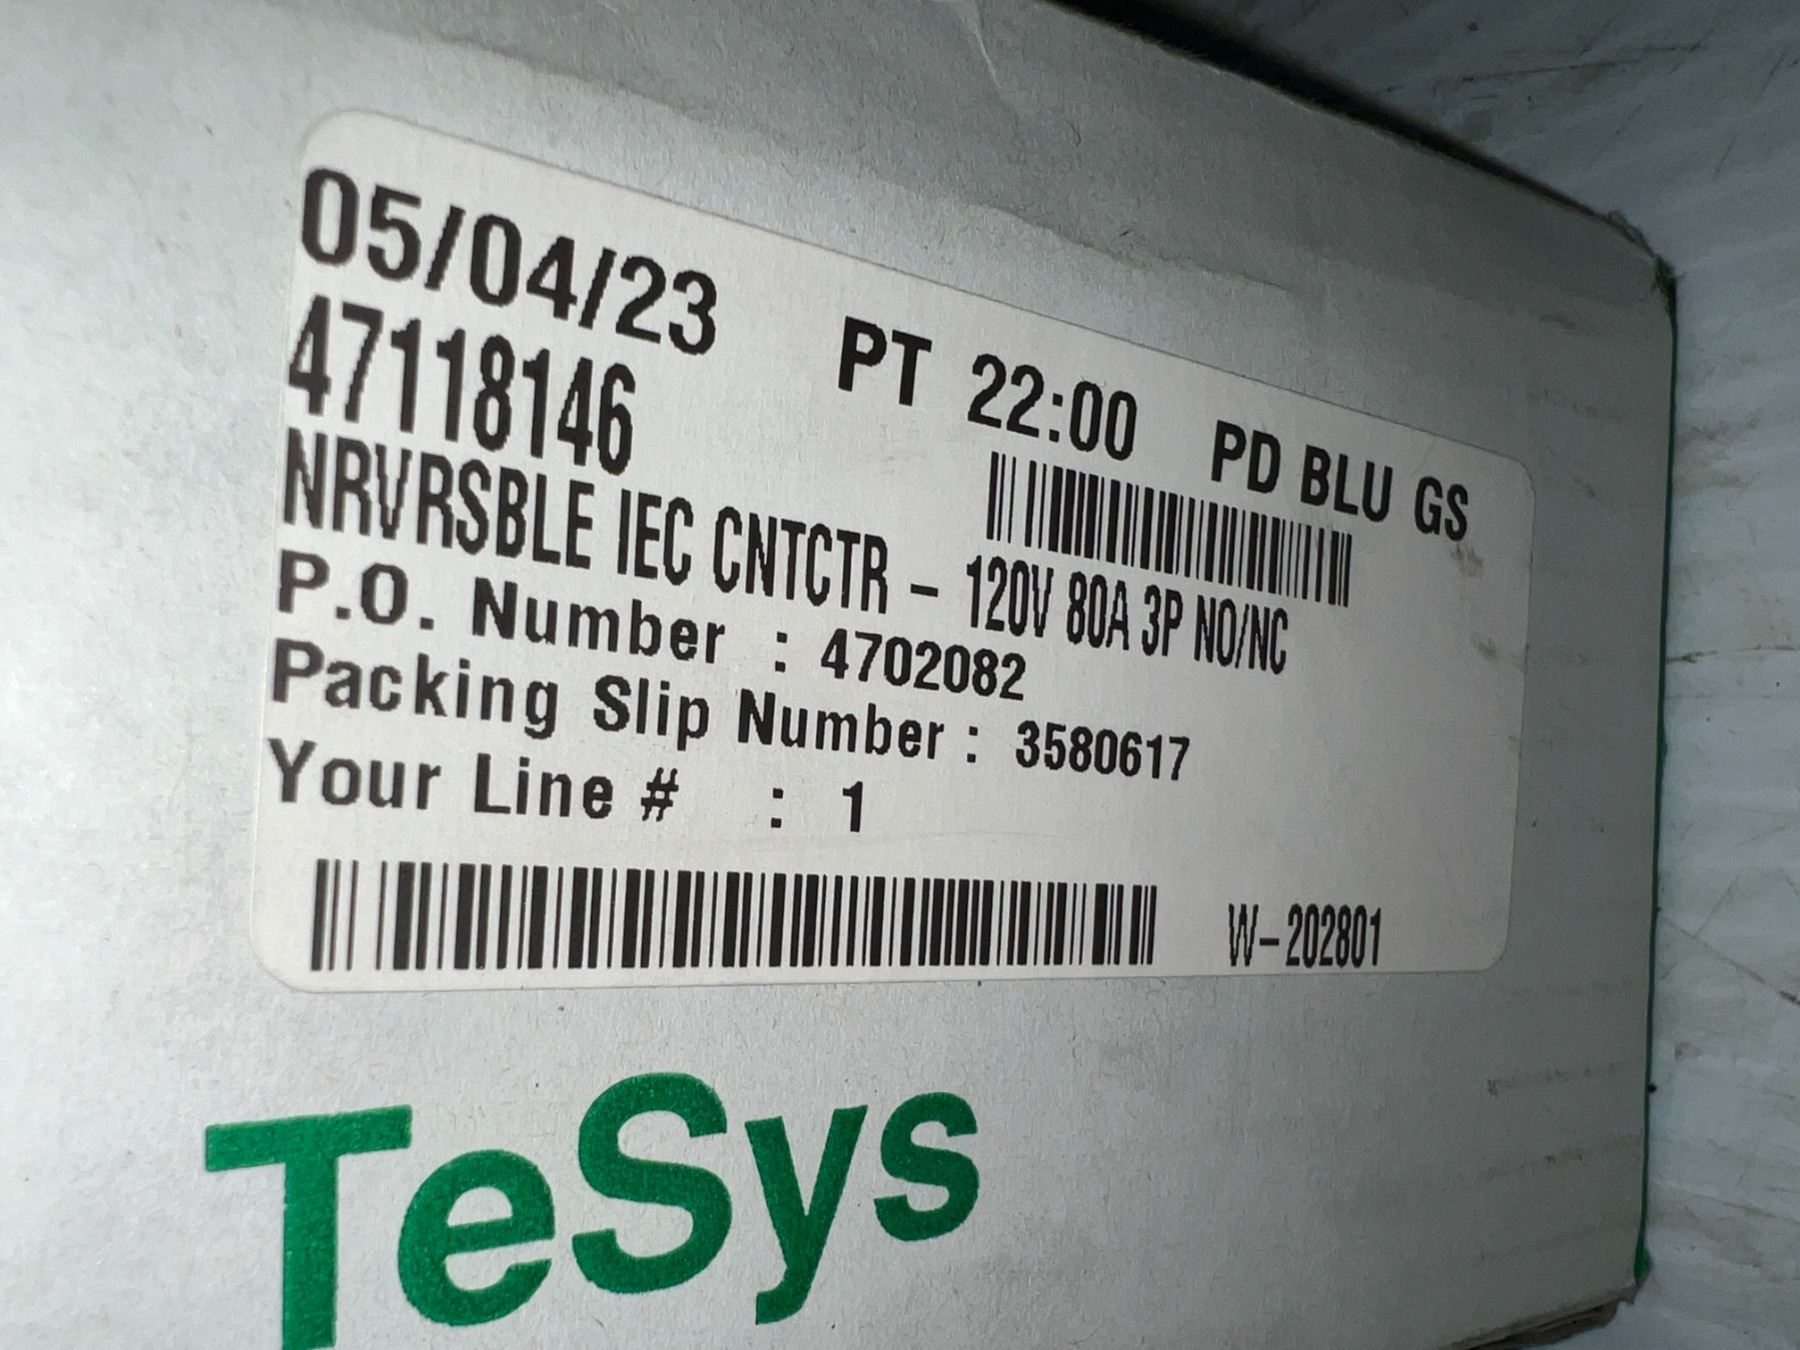 05/04/23 PT 22:00 PD BLU GS
47118146
NRVRSBLE IEC CNTCTR - 120V 80A 3P NO/NC
P.O. Number : 4702082
Packing Slip Number : 3580617
Your Line # : 1
W-202801
TeSys